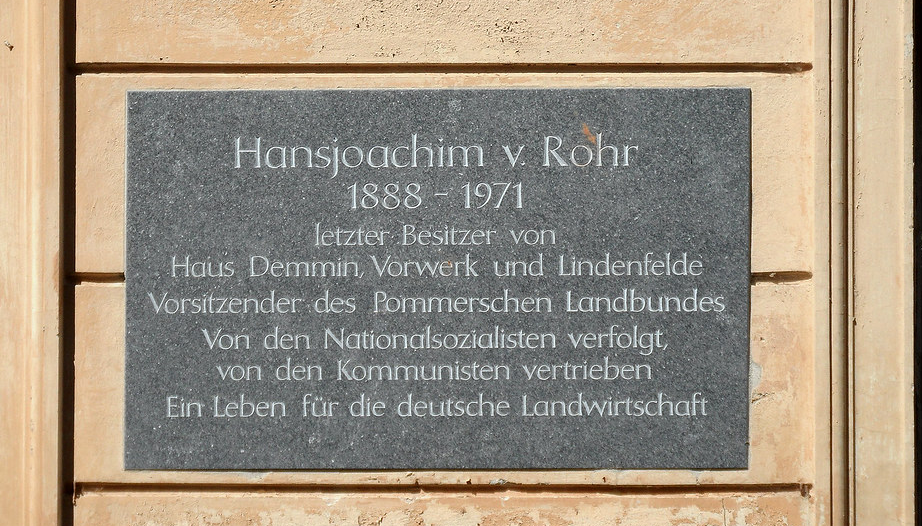 Hansjoachim v. Rohr
1888 - 1971
letzter Besitzer von
Haus Demmin, Vorwerk und Lindenfelde
Vorsitzender des Pommerschen Landbundes
Von den Nationalsozialisten verfolgt,
von den Kommunisten vertrieben
Ein Leben für die deutsche Landwirtschaft